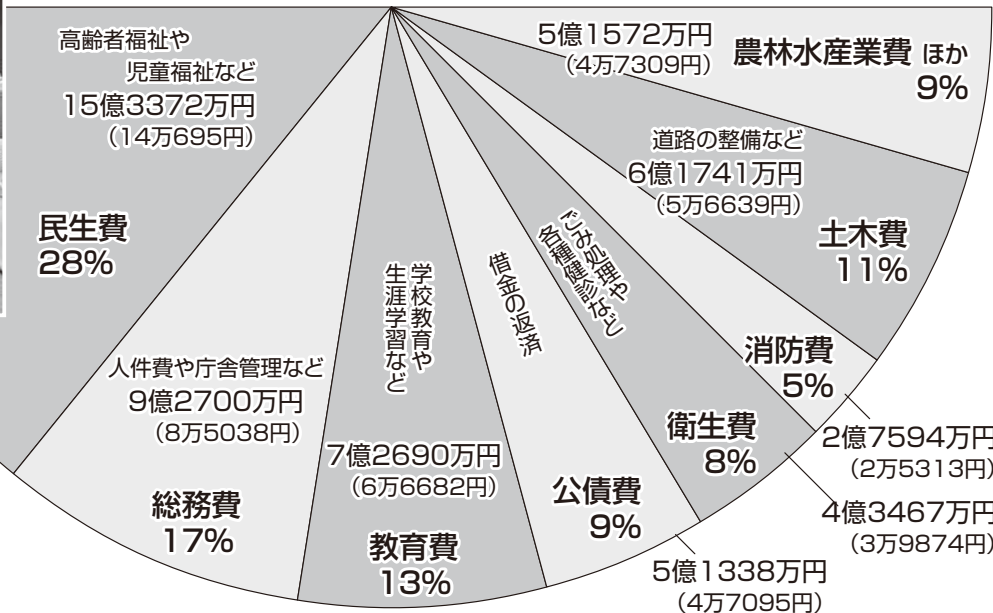 高齢者福祉や
児童福祉など
15億3372万円
(14万695円)
民生費
28%
人件費や庁舎管理など
9億2700万円
(8万5038円)
総務費
17%
学校教育や
生涯学習など
7億2690万円
(6万6682円)
教育費
13%
借金の返済
公債費
9%
5億1338万円
(4万7095円)
ごみ処理や
各種健診など
衛生費
8%
4億3467万円
(3万9874円)
消防費
5%
2億7594万円
(2万5313円)
道路の整備など
6億1741万円
(5万6639円)
土木費
11%
5億1572万円
(4万7309円)
農林水産業費 ほか
9%